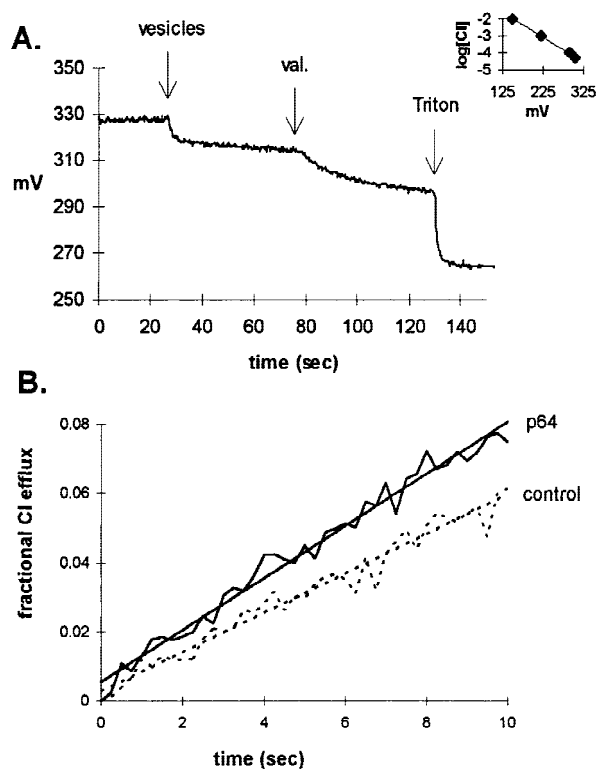 A.
vesicles
val.
Triton
350
330
310
290
270
250
mV
0 20 40 60 80 100 120 140
time (sec)
log[Cl]
-2
-3
-4
-5
125 225 325
mV
B.
0.08
0.06
0.04
0.02
0
fractional Cl efflux
p64
control
0 2 4 6 8 10
time (sec)